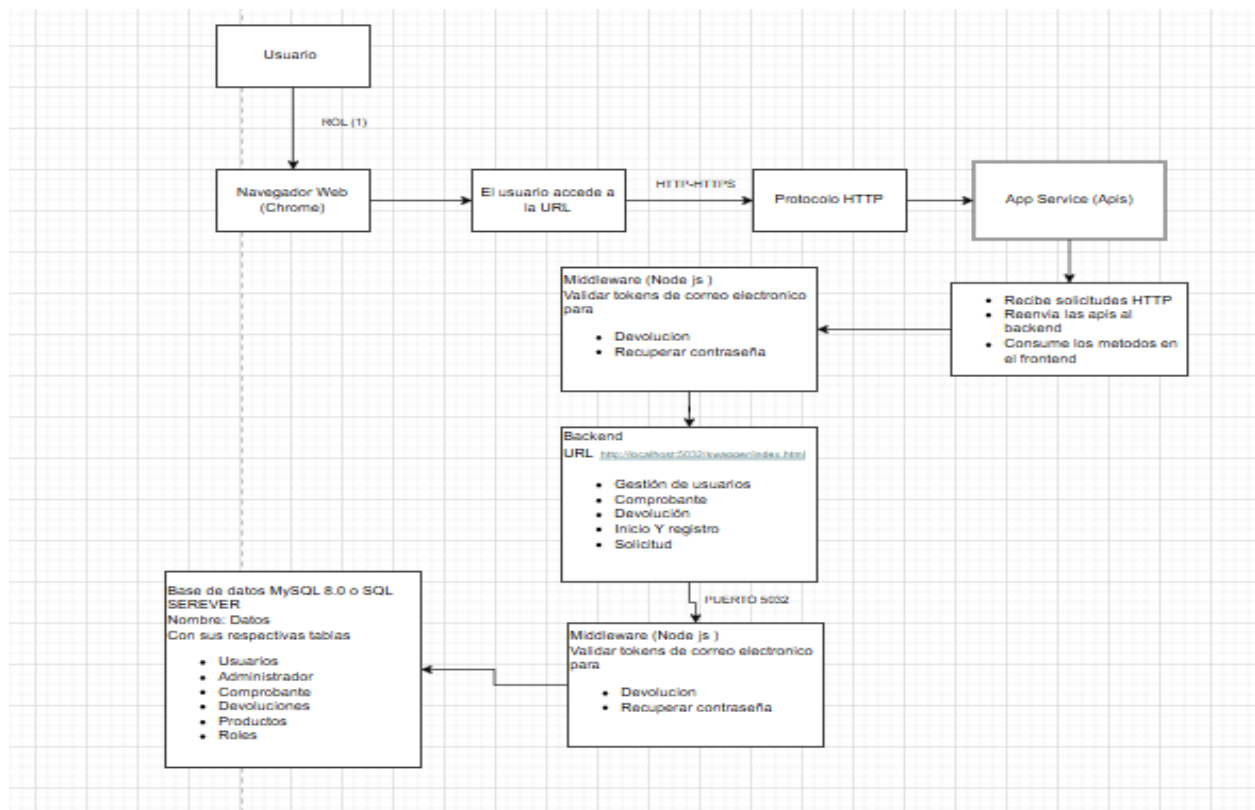 Usuario
ROL (1)
Navegador Web
(Chrome)
El usuario accede a
la URL
HTTP-HTTPS
Protocolo HTTP
App Service (Apis)
Recibe solicitudes HTTP
Reenvia las apis al
backend
Consume los metodos en
el frontend
Middleware (Node js )
Validar tokens de correo electronico
para
Devolucion
Recuperar contraseña
Backend
URL http://localhost:5032/swagger/index.html
Gestión de usuarios
Comprobante
Devolución
Inicio Y registro
Solicitud
PUERTO 5032
Middleware (Node js )
Validar tokens de correo electronico
para
Devolucion
Recuperar contraseña
Base de datos MySQL 8.0 o SQL
SEREVER
Nombre: Datos
Con sus respectivas tablas
Usuarios
Administrador
Comprobante
Devoluciones
Productos
Roles